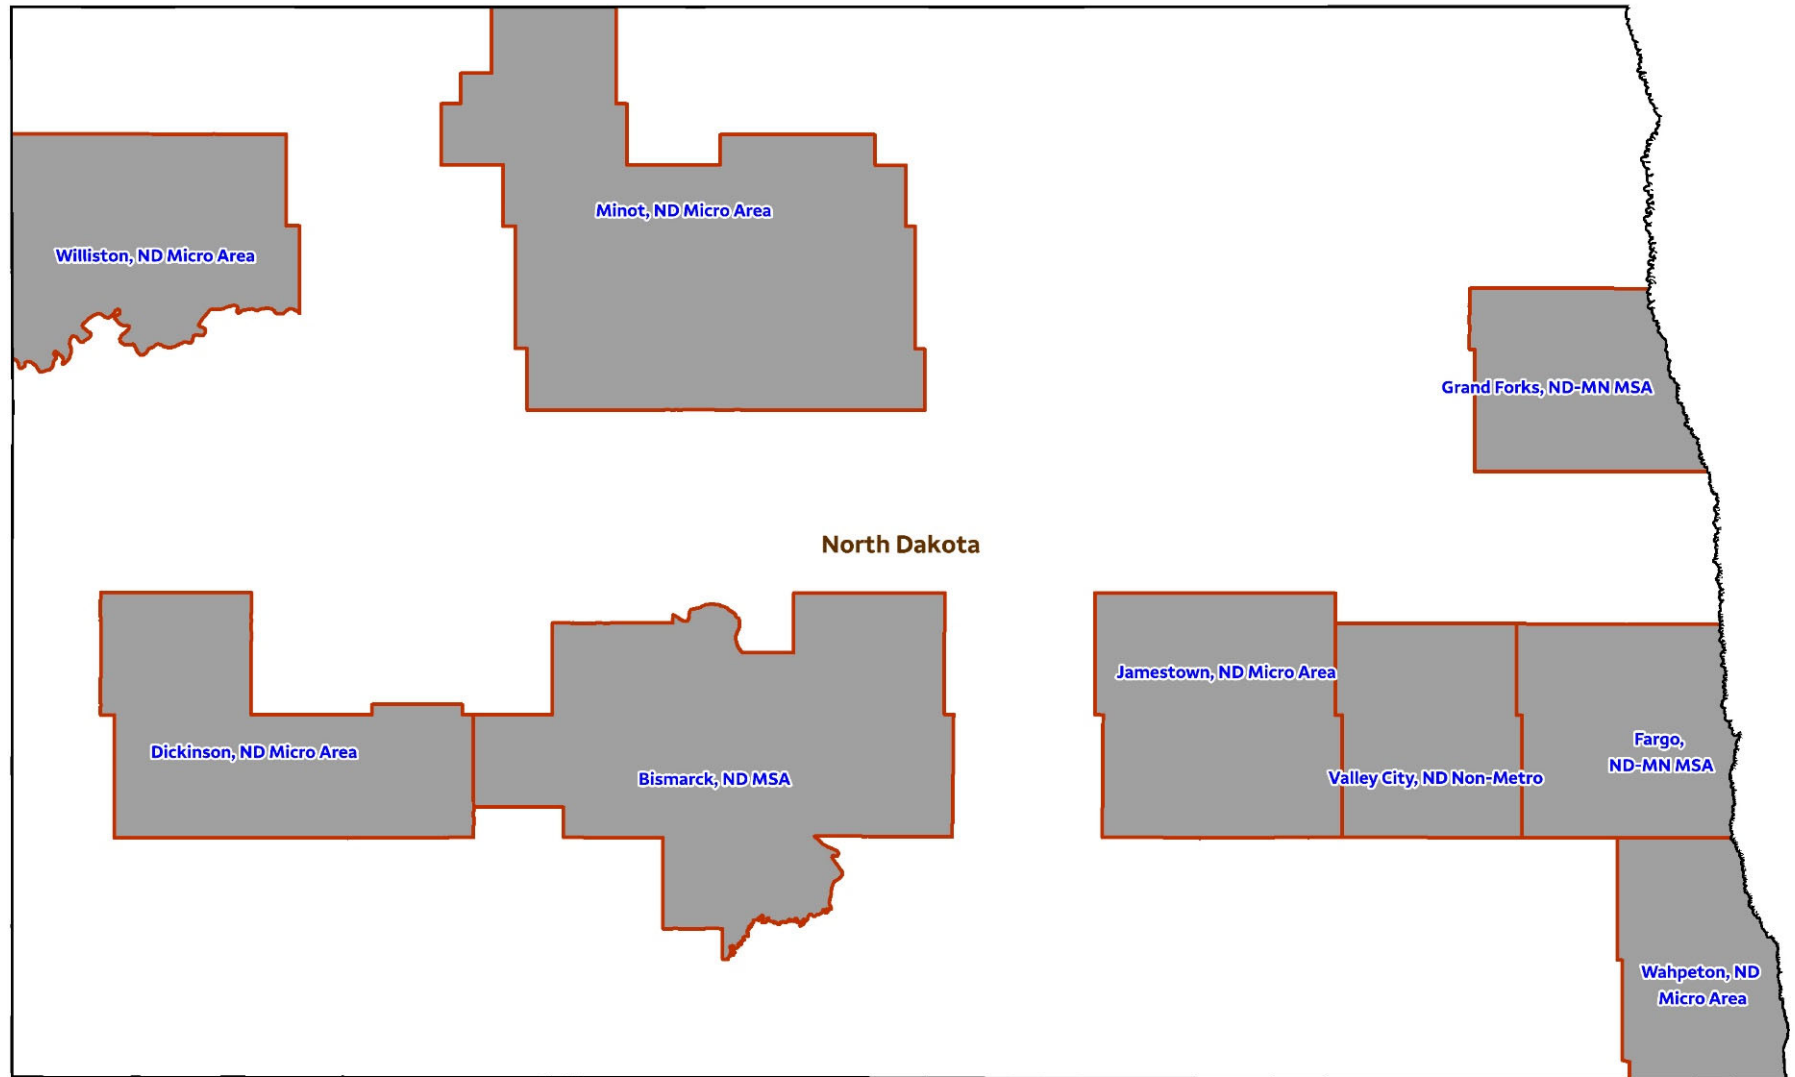 Minot, ND Micro Area
Williston, ND Micro Area
Grand Forks, ND-MN MSA
North Dakota
Jamestown, ND Micro Area
Dickinson, ND Micro Area
Bismarck, ND MSA
Valley City, ND Non-Metro
Fargo,
ND-MN MSA
Wahpeton, ND
Micro Area